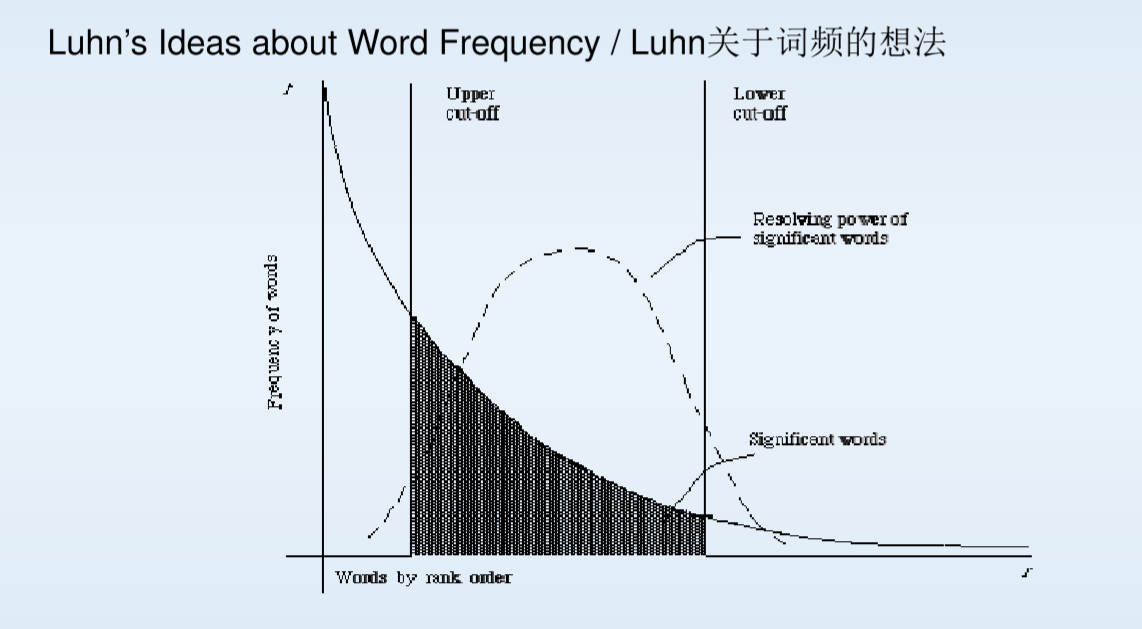 Luhn's Ideas about Word Frequency / Luhn关于词频的想法
f
Upper
cut-off
Lower
cut-off
Resolving power of
significant words
Frequency of words
Significant words
Words by rank order
r